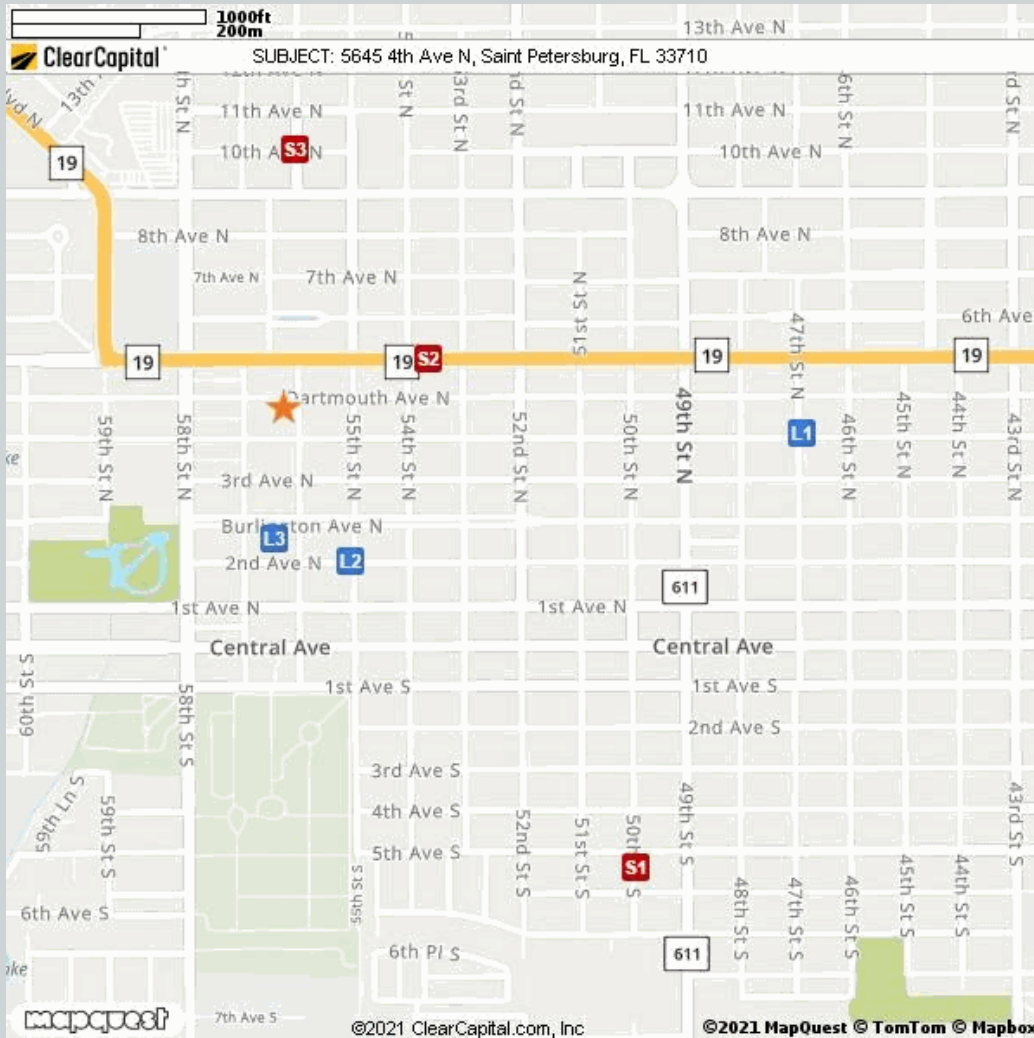 1000ft
200m
ClearCapital
SUBJECT: 5645 4th Ave N, Saint Petersburg, FL 33710
13th Ave N
11th Ave N
11th Ave N
S3
10th Ave N
19
8th Ave N
8th Ave N
7th Ave N
7th Ave N
6th Ave
19
19
S2
19
19
Dartmouth Ave N
L1
3rd Ave N
Burlington Ave N
L3
L2
2nd Ave N
611
1st Ave N
1st Ave N
Central Ave
Central Ave
1st Ave S
1st Ave S
2nd Ave S
3rd Ave S
4th Ave S
5th Ave S
S1
6th Ave S
6th Pl S
611
7th Ave S
58th St N
St N
53rd St N
St N
51st St N
47th St N
59th St N
58th St N
55th St N
54th St N
52nd St N
50th St N
49th St N
46th St N
45th St N
44th St N
43rd St N
60th St S
58th St S
59th Ln S
59th St S
55th St S
52nd St S
51st St S
50th St S
49th St S
48th St S
47th St S
46th St S
45th St S
44th St S
43rd St S
mapquest
©2021 ClearCapital.com, Inc
©2021 MapQuest © TomTom © Mapbox